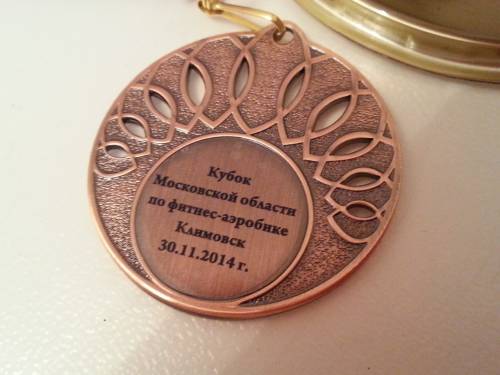 Кубок
Московской области
по фитнес-аэробике
Климовск
30.11.2014 г.